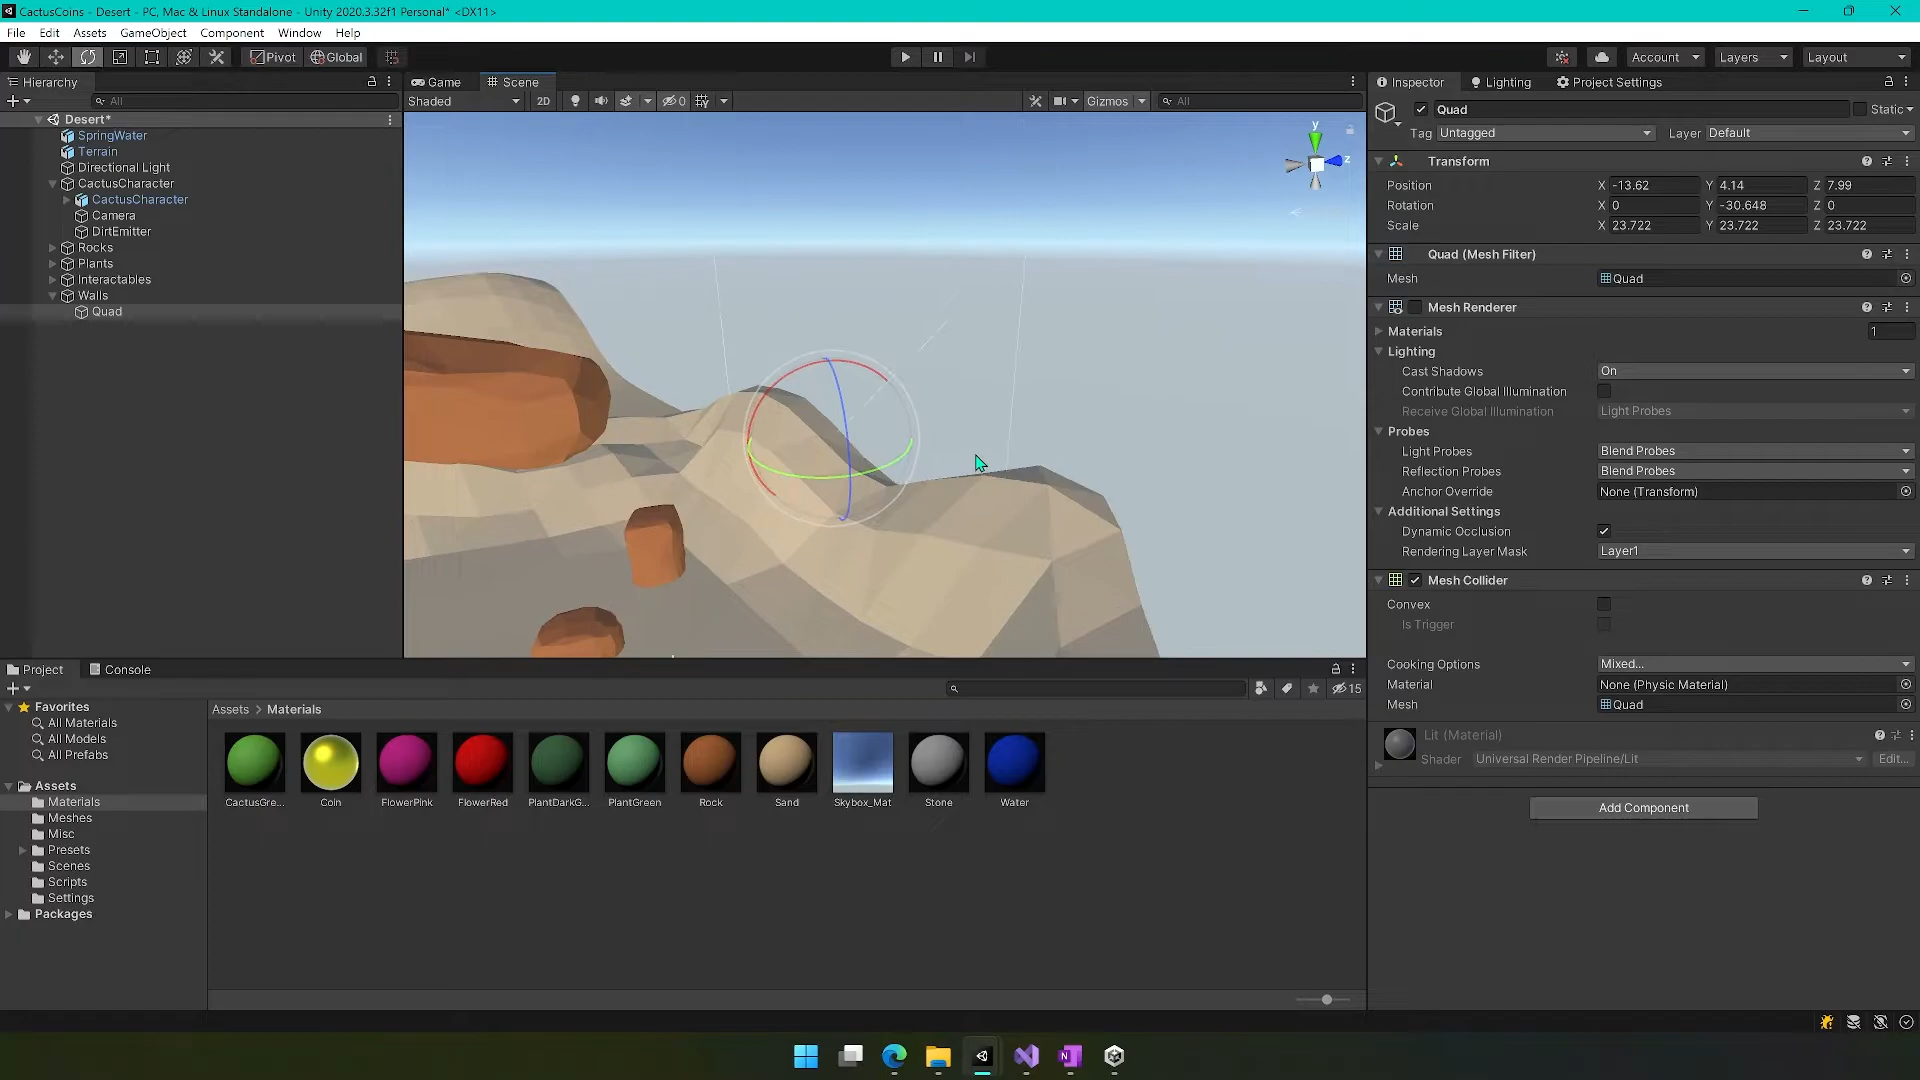 CactusCoins - Desert - PC, Mac & Linux Standalone - Unity 2020.3.32f1 Personal* <DX11>
File Edit Assets GameObject Component Window Help
Pivot Global Account Layers Layout
Hierarchy Game Scene Inspector Lighting Project Settings
All Shaded 2D 0 Gizmos All Quad Static
Desert*
Tag Untagged Layer Default
SpringWater
Terrain
Directional Light
CactusCharacter
CactusCharacter
Camera
DirtEmitter
Rocks
Plants
Interactables
Walls
Quad
y
z
Transform
Position X -13.62 Y 4.14 Z 7.99
Rotation X 0 Y -30.648 Z 0
Scale X 23.722 Y 23.722 Z 23.722
Quad (Mesh Filter)
Mesh Quad
Mesh Renderer
Materials 1
Lighting
Cast Shadows On
Contribute Global Illumination
Receive Global Illumination Light Probes
Probes
Light Probes Blend Probes
Reflection Probes Blend Probes
Anchor Override None (Transform)
Additional Settings
Dynamic Occlusion
Rendering Layer Mask Layer1
Mesh Collider
Convex
Is Trigger
Cooking Options Mixed...
Material None (Physic Material)
Mesh Quad
Lit (Material)
Shader Universal Render Pipeline/Lit Edit...
Add Component
Project Console
15
Favorites
All Materials
All Models
All Prefabs
Assets
Materials
Meshes
Misc
Presets
Scenes
Scripts
Settings
Packages
Assets > Materials
CactusGre... Coin FlowerPink FlowerRed PlantDarkG... PlantGreen Rock Sand Skybox_Mat Stone Water
N